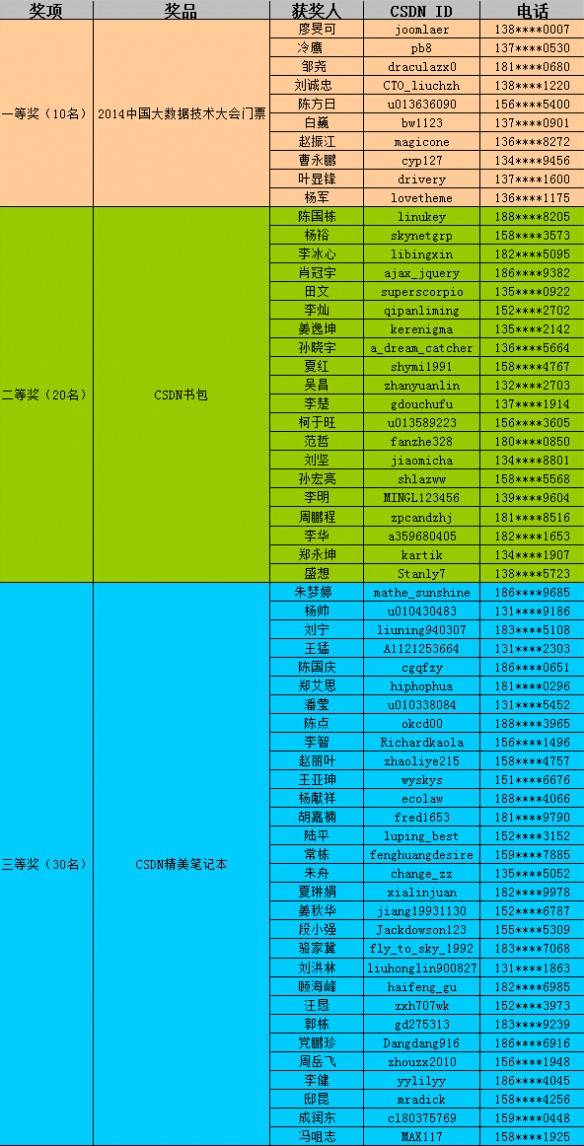 奖项 奖品 获奖人 CSDN ID 电话
廖旻可 joomlaer 138****0007
冷鹰 pb8 137****0530
邹尧 draculazx0 181****0680
刘诚忠 CTO_liuchzh 138****1220
陈方日 u013636090 156****5400
一等奖（10名） 2014中国大数据技术大会门票 白巍 bw1123 137****0901
赵振江 magicone 136****8272
曹永鹏 cyp127 134****9456
叶显锋 drivery 137****1600
杨军 lovetheme 136****1175
陈国栋 linukey 188****8205
杨裕 skynetgrp 158****3573
李冰心 libingxin 182****5095
肖冠宇 ajax_jquery 186****9382
田文 superscorpio 135****0922
李灿 qipanliming 152****2702
姜逸坤 kerenigma 135****2142
孙晓宇 a_dream_catcher 136****5664
夏红 shymi1991 158****4767
吴昌 zhanyuanlin 132****2703
二等奖（20名） CSDN书包 李楚 gdouchufu 137****1914
柯于旺 u013589223 156****3605
范哲 fanzhe328 180****0850
刘坚 jiaomicha 134****8801
孙宏亮 shlazww 158****5568
李明 MINGL123456 139****9604
周鹏程 zpcandzhj 181****8516
李华 a359680405 182****1653
郑永坤 kartik 134****1907
盛想 Stanly7 138****5723
朱梦婷 mathe_sunshine 186****9685
杨帅 u010430483 131****9186
刘宁 liuning940307 183****5108
王猛 A1121253664 131****2303
陈国庆 cgqfzy 186****0651
郑艾思 hiphophua 181****0296
潘莹 u010338084 131****5452
陈点 okcd00 188****3965
李智 Richardkaola 156****1496
赵丽叶 zhaoliye215 158****4757
王亚珅 wyskys 151****6676
杨献祥 ecolaw 188****4066
胡嘉楠 fred1653 181****9790
陆平 luping_best 152****3152
三等奖（30名） CSDN精美笔记本 常栋 fenghuangdesire 159****7885
朱舟 change_zz 135****5052
夏琳娟 xialinjuan 182****9978
姜秋华 jiang19931130 152****6787
段小强 Jackdowson123 155****5309
骆家冀 fly_to_sky_1992 183****7068
刘洪林 liuhonglin900827 131****1863
顾海峰 haifeng_gu 182****6985
汪恳 zxh707wk 152****3973
郭栋 gd275313 183****9239
党鹏珍 Dangdang916 186****6916
周岳飞 zhouzx2010 156****1948
李健 yylilyy 186****4045
邸昆 mradick 158****4256
成润东 cl80375769 159****0448
冯咀志 MAX117 158****1925